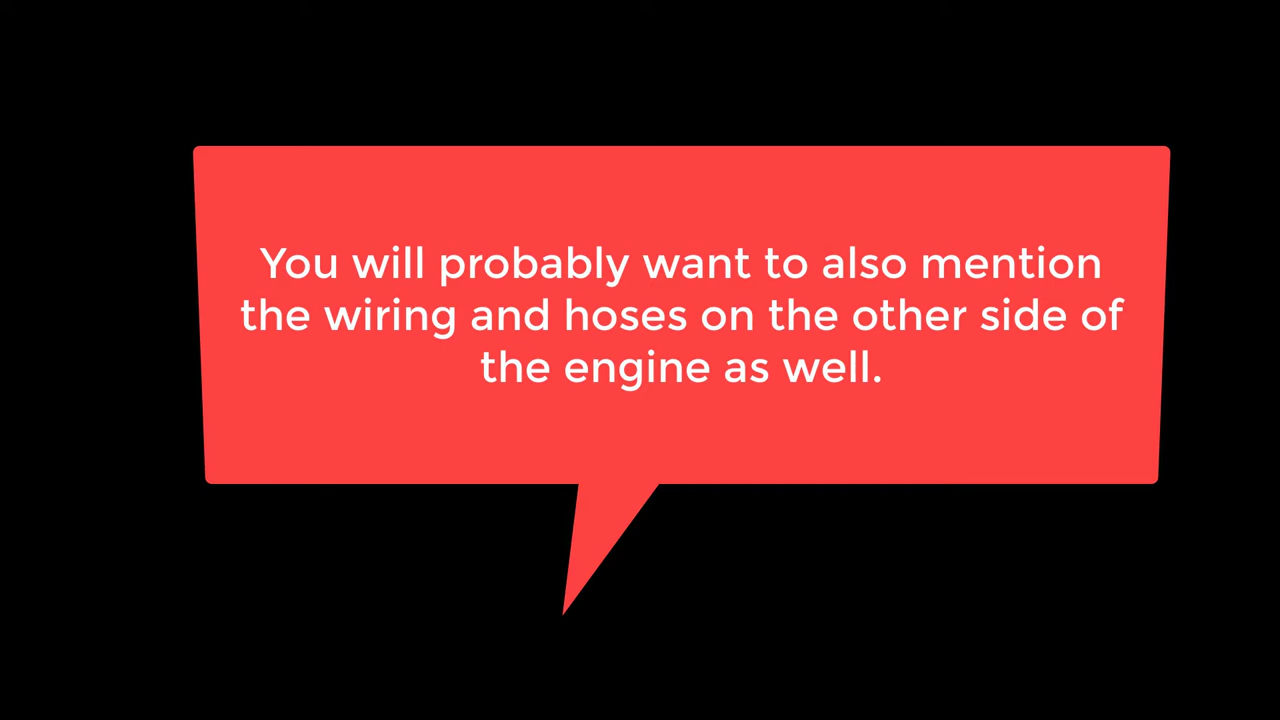 You will probably want to also mention
the wiring and hoses on the other side of
the engine as well.